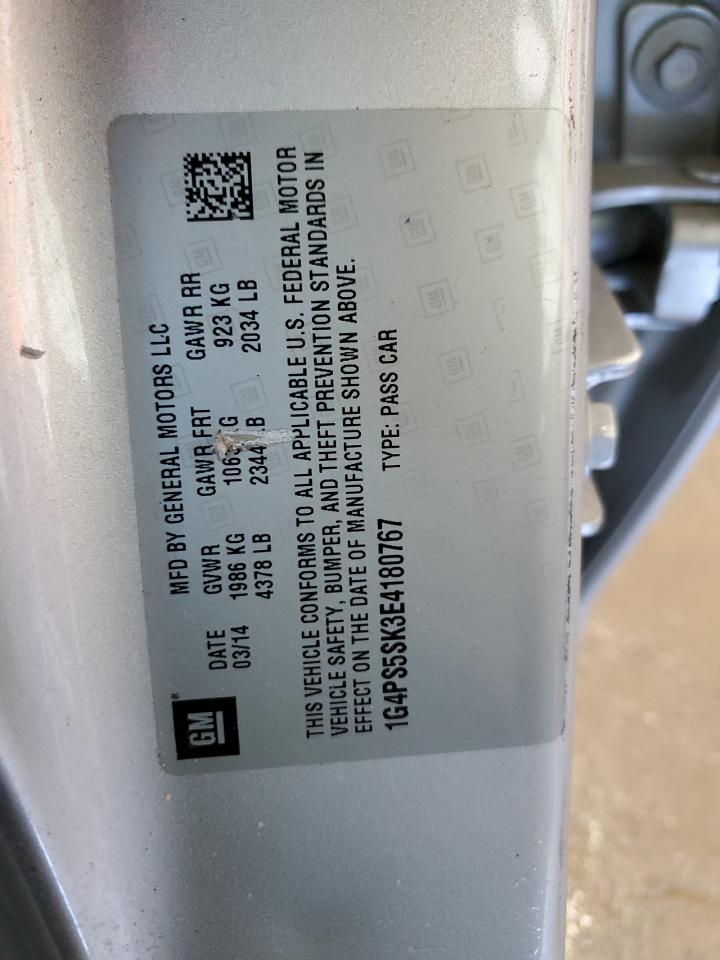 MFD BY GENERAL MOTORS LLC
DATE GVWR GAWR FRT GAWR RR
03/14 1986 KG 923 KG
4378 LB 2344 LB 2034 LB
GM
THIS VEHICLE CONFORMS TO ALL APPLICABLE U.S. FEDERAL MOTOR
VEHICLE SAFETY, BUMPER, AND THEFT PREVENTION STANDARDS IN
EFFECT ON THE DATE OF MANUFACTURE SHOWN ABOVE.
1G4PS5SK3E4180767 TYPE: PASS CAR